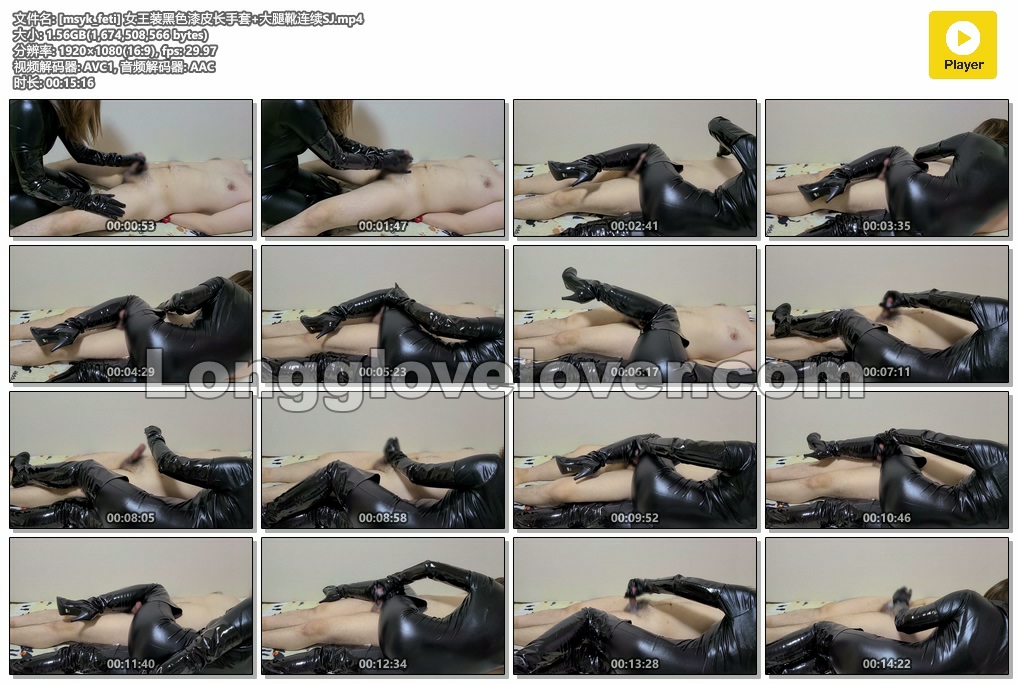 文件名: [msyk_feti] 女王装黑色漆皮长手套+大腿靴连续SJ.mp4
大小: 1.56GB(1,674,508,566 bytes)
分辨率: 1920×1080(16:9), fps: 29.97
视频解码器: AVC1, 音频解码器: AAC
时长: 00:15:16
Player
00:00:53
00:01:47
00:02:41
00:03:35
00:04:29
00:05:23
00:06:17
00:07:11
Longglovelover.com
00:08:05
00:08:58
00:09:52
00:10:46
00:11:40
00:12:34
00:13:28
00:14:22